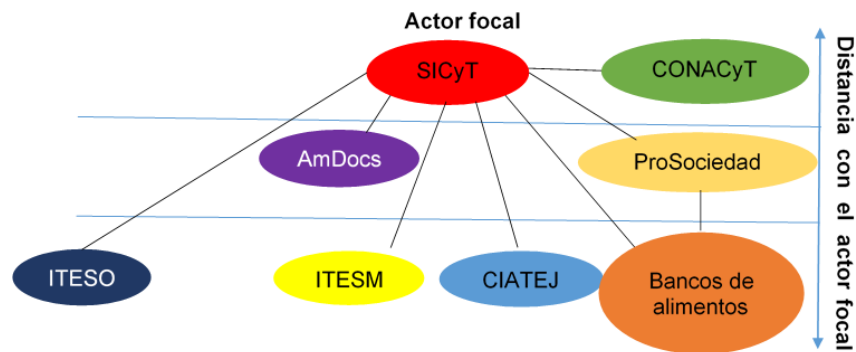 Actor focal
SICyT
CONACyT
AmDocs
ProSociedad
ITESO
ITESM
CIATEJ
Bancos de
alimentos
Distancia con el actor focal